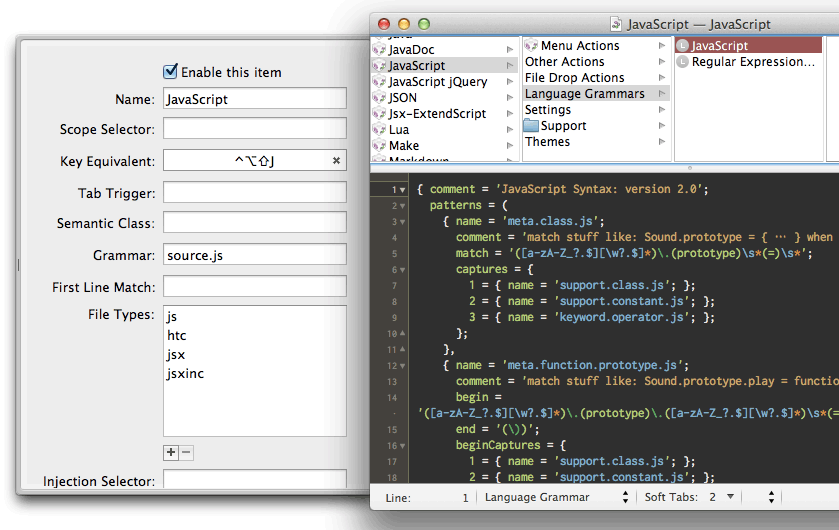 JavaScript — JavaScript
Enable this item
Name: JavaScript
Scope Selector:
Key Equivalent: ^⌥⇧J
Tab Trigger:
Semantic Class:
Grammar: source.js
First Line Match:
File Types: js
htc
jsx
jsxinc
+ −
Injection Selector:
Java
JavaDoc
JavaScript
JavaScript jQuery
JSON
Jsx-ExtendScript
Lua
Make
Markdown
Menu Actions
Other Actions
File Drop Actions
Language Grammars
Settings
Support
Themes
JavaScript
Regular Expression...
1 { comment = 'JavaScript Syntax: version 2.0';
2 patterns = (
3 { name = 'meta.class.js';
4 comment = 'match stuff like: Sound.prototype = { … } when
5 match = '([a-zA-Z_?.$][\w?.$]*)\.(prototype)\s*(=)\s*';
6 captures = {
7 1 = { name = 'support.class.js'; };
8 2 = { name = 'support.constant.js'; };
9 3 = { name = 'keyword.operator.js'; };
10 };
11 },
12 { name = 'meta.function.prototype.js';
13 comment = 'match stuff like: Sound.prototype.play = functio
14 begin =
· '([a-zA-Z_?.$][\w?.$]*)\.(prototype)\.([a-zA-Z_?.$][\w?.$]*)\s*(=
15 end = '(\))';
16 beginCaptures = {
17 1 = { name = 'support.class.js'; };
18 2 = { name = 'support.constant.js'; };
Line: 1 Language Grammar Soft Tabs: 2